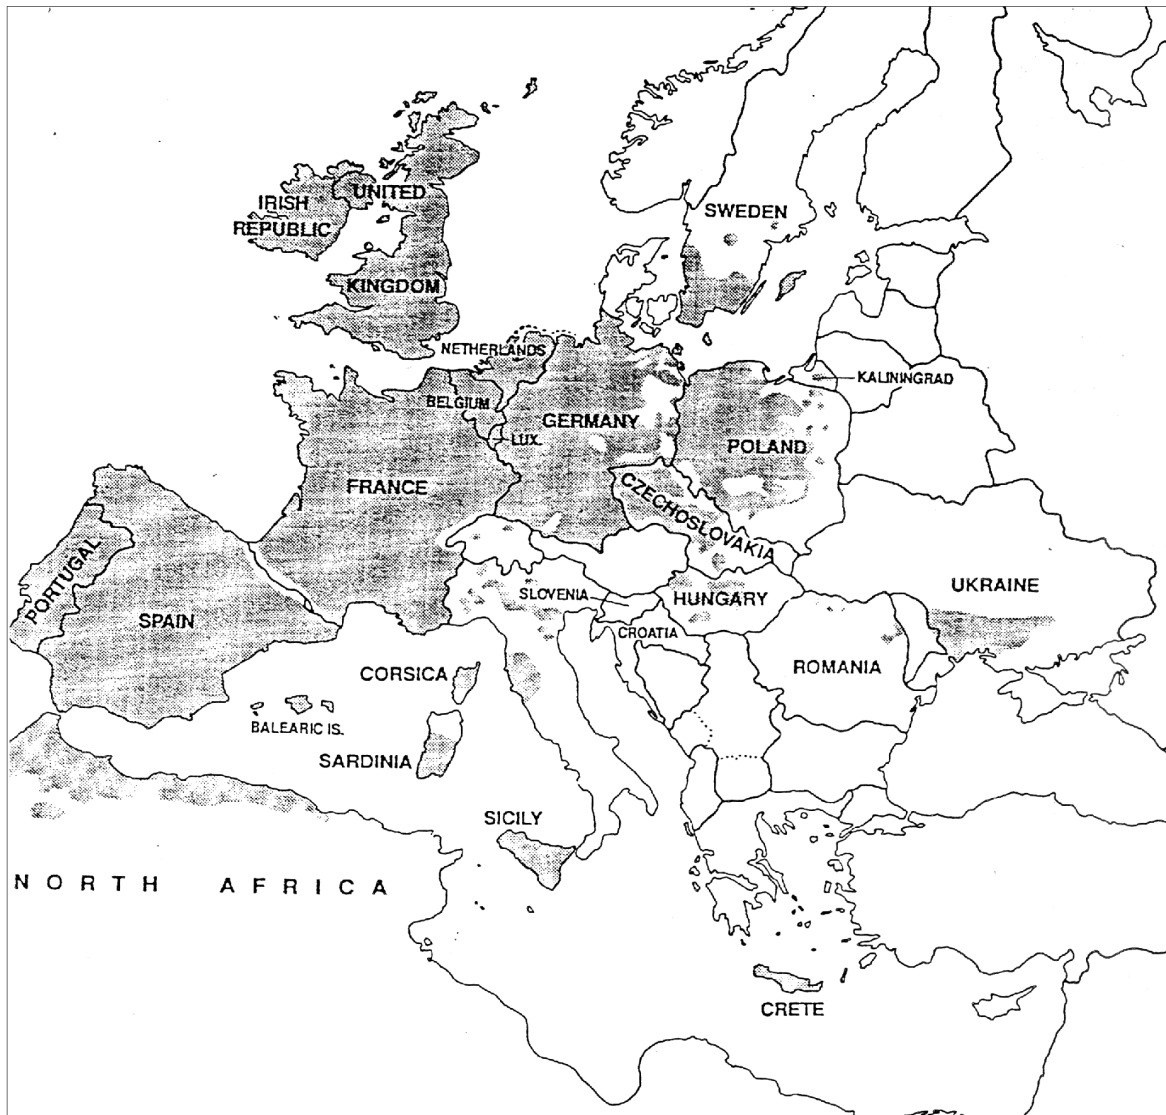 SWEDEN
IRISH
REPUBLIC
UNITED
KINGDOM
NETHERLANDS
BELGIUM
LUX.
GERMANY
KALININGRAD
POLAND
FRANCE
CZECHOSLOVAKIA
PORTUGAL
SPAIN
SLOVENIA
HUNGARY
UKRAINE
CROATIA
ROMANIA
CORSICA
BALEARIC IS.
SARDINIA
SICILY
NORTH AFRICA
CRETE